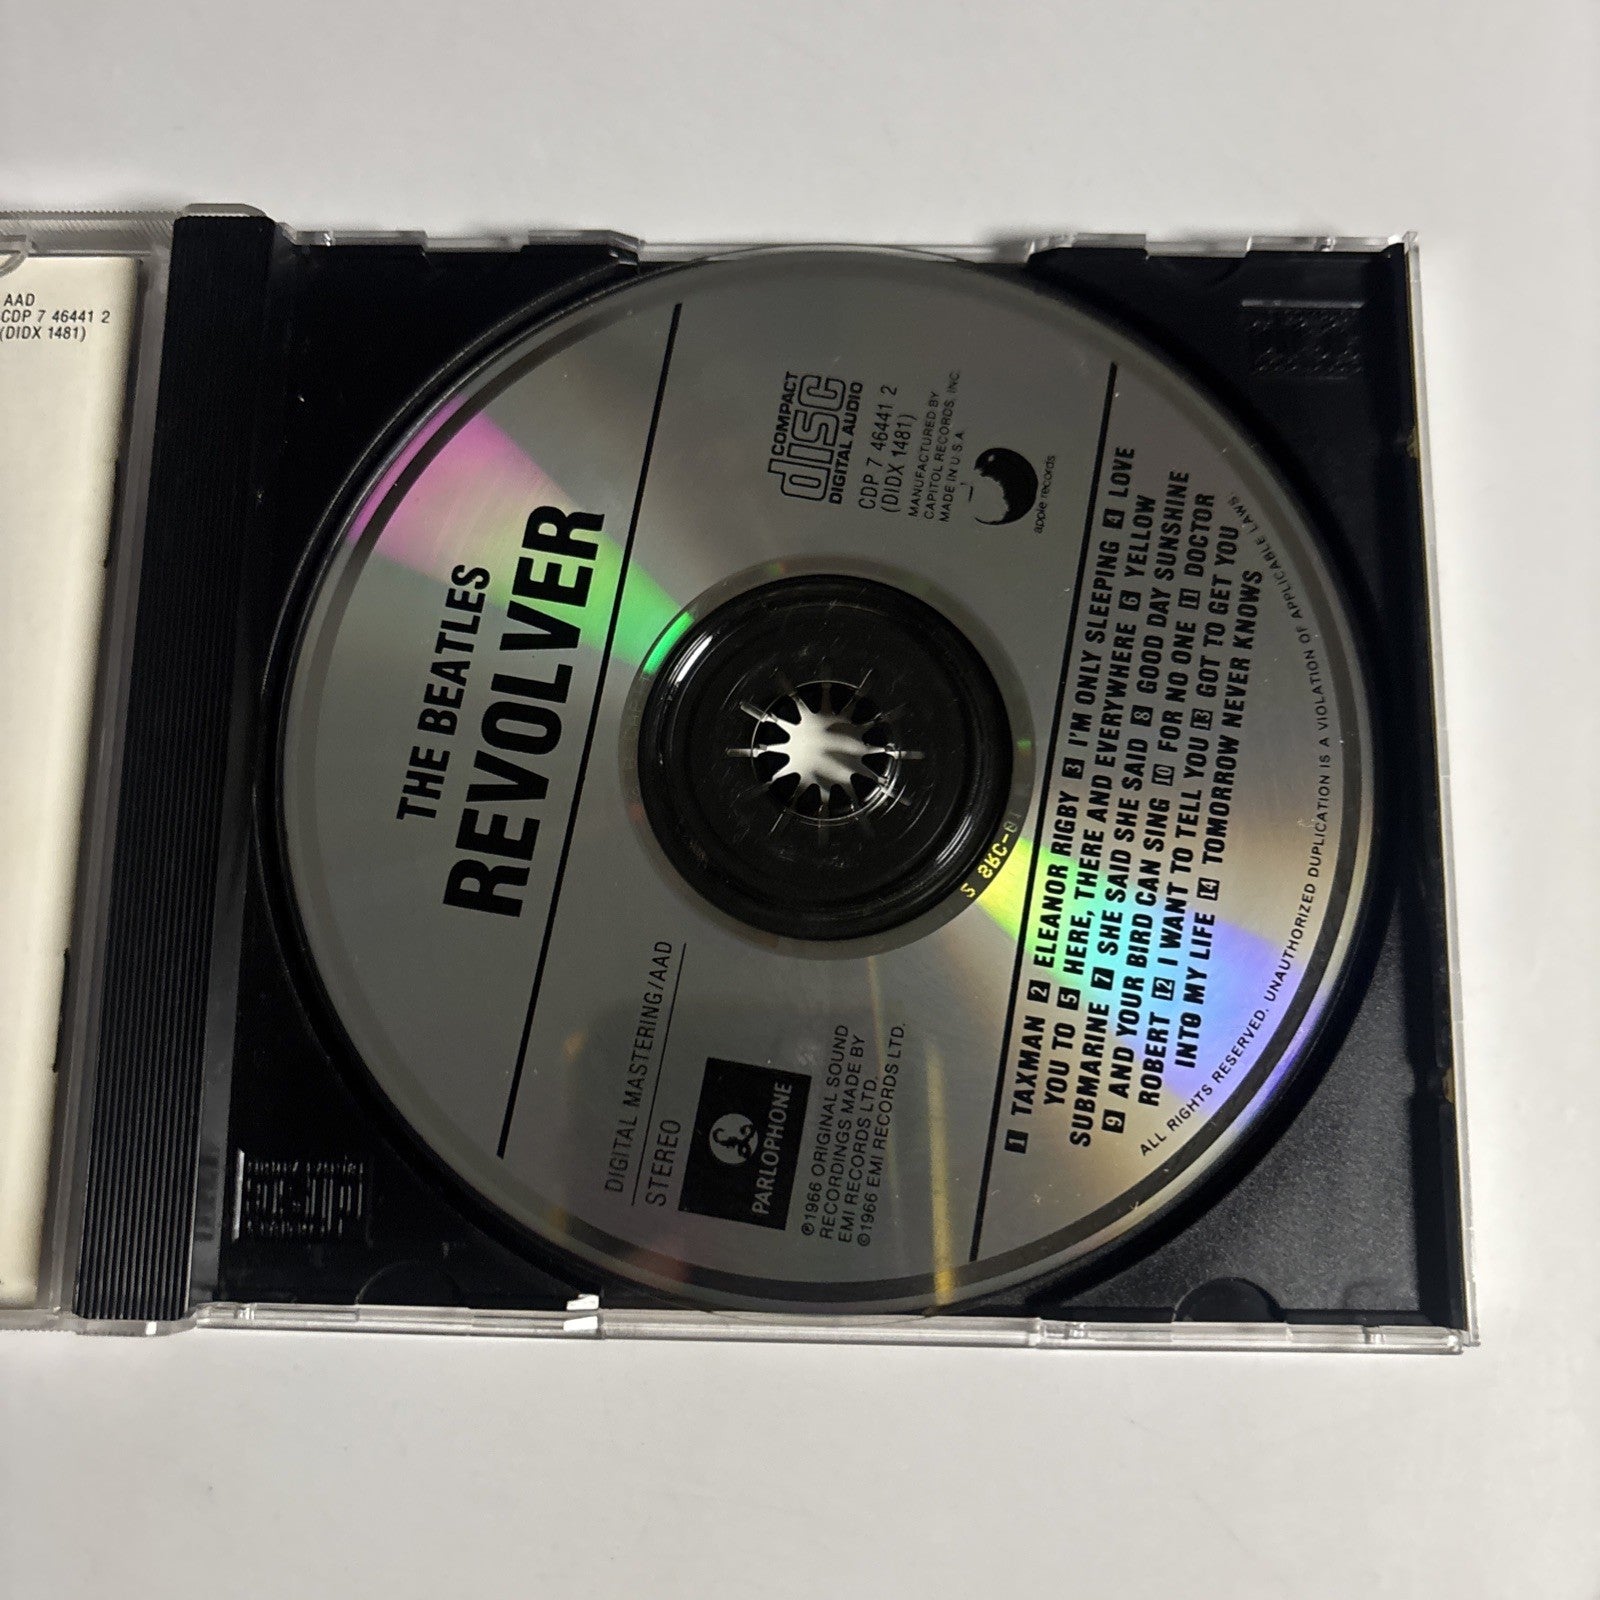 AAD
CDP 7 46441 2
(DIDX 1481)
THE BEATLES
REVOLVER
DIGITAL MASTERING/AAD
STEREO
PARLOPHONE
℗1966 ORIGINAL SOUND
RECORDINGS MADE BY
EMI RECORDS LTD.
©1966 EMI RECORDS LTD.
COMPACT
disc
DIGITAL AUDIO
CDP 7 46441 2
(DIDX 1481)
MANUFACTURED BY
CAPITOL RECORDS, INC.
MADE IN U.S.A.
apple records
1 TAXMAN 2 ELEANOR RIGBY 3 I'M ONLY SLEEPING 4 LOVE
YOU TO 5 HERE, THERE AND EVERYWHERE 6 YELLOW
SUBMARINE 7 SHE SAID SHE SAID 8 GOOD DAY SUNSHINE
9 AND YOUR BIRD CAN SING 10 FOR NO ONE 11 DOCTOR
ROBERT 12 I WANT TO TELL YOU 13 GOT TO GET YOU
INTO MY LIFE 14 TOMORROW NEVER KNOWS
ALL RIGHTS RESERVED. UNAUTHORIZED DUPLICATION IS A VIOLATION OF APPLICABLE LAWS.